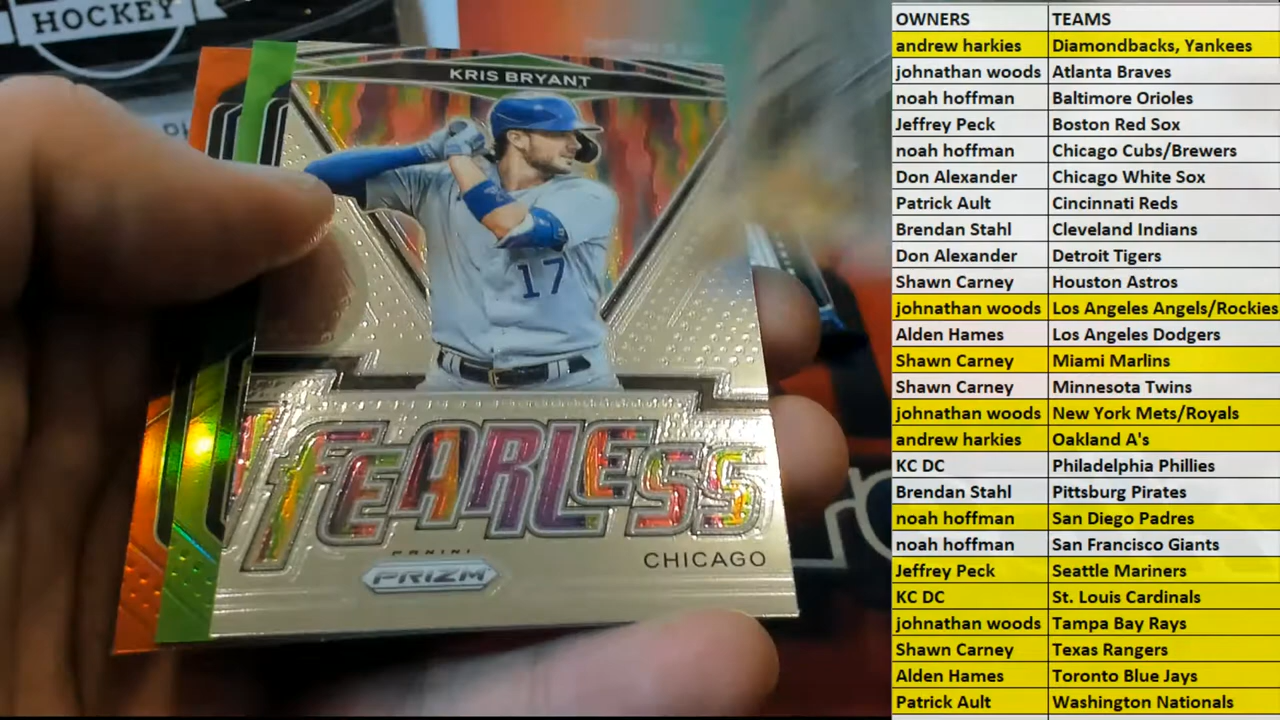 HOCKEY
KRIS BRYANT
17
FEARLESS
CHICAGO
PANINI
PRIZM
OWNERS TEAMS
andrew harkies Diamondbacks, Yankees
johnathan woods Atlanta Braves
noah hoffman Baltimore Orioles
Jeffrey Peck Boston Red Sox
noah hoffman Chicago Cubs/Brewers
Don Alexander Chicago White Sox
Patrick Ault Cincinnati Reds
Brendan Stahl Cleveland Indians
Don Alexander Detroit Tigers
Shawn Carney Houston Astros
johnathan woods Los Angeles Angels/Rockies
Alden Hames Los Angeles Dodgers
Shawn Carney Miami Marlins
Shawn Carney Minnesota Twins
johnathan woods New York Mets/Royals
andrew harkies Oakland A's
KC DC Philadelphia Phillies
Brendan Stahl Pittsburg Pirates
noah hoffman San Diego Padres
noah hoffman San Francisco Giants
Jeffrey Peck Seattle Mariners
KC DC St. Louis Cardinals
johnathan woods Tampa Bay Rays
Shawn Carney Texas Rangers
Alden Hames Toronto Blue Jays
Patrick Ault Washington Nationals